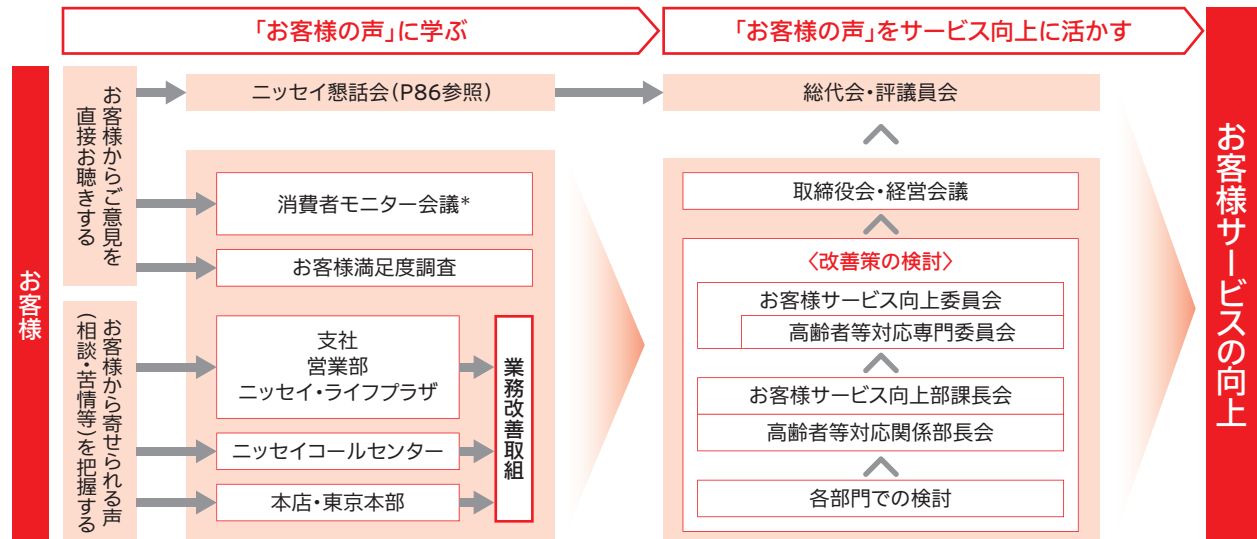 「お客様の声」に学ぶ
「お客様の声」をサービス向上に活かす
お客様
お客様からご意見を
直接お聴きする
ニッセイ懇話会(P86参照)
総代会・評議員会
消費者モニター会議*
お客様満足度調査
お客様から寄せられる声
(相談・苦情等)を把握する
支社
営業部
ニッセイ・ライフプラザ
ニッセイコールセンター
本店・東京本部
業務改善取組
取締役会・経営会議
〈改善策の検討〉
お客様サービス向上委員会
高齢者等対応専門委員会
お客様サービス向上部課長会
高齢者等対応関係部長会
各部門での検討
お客様サービスの向上